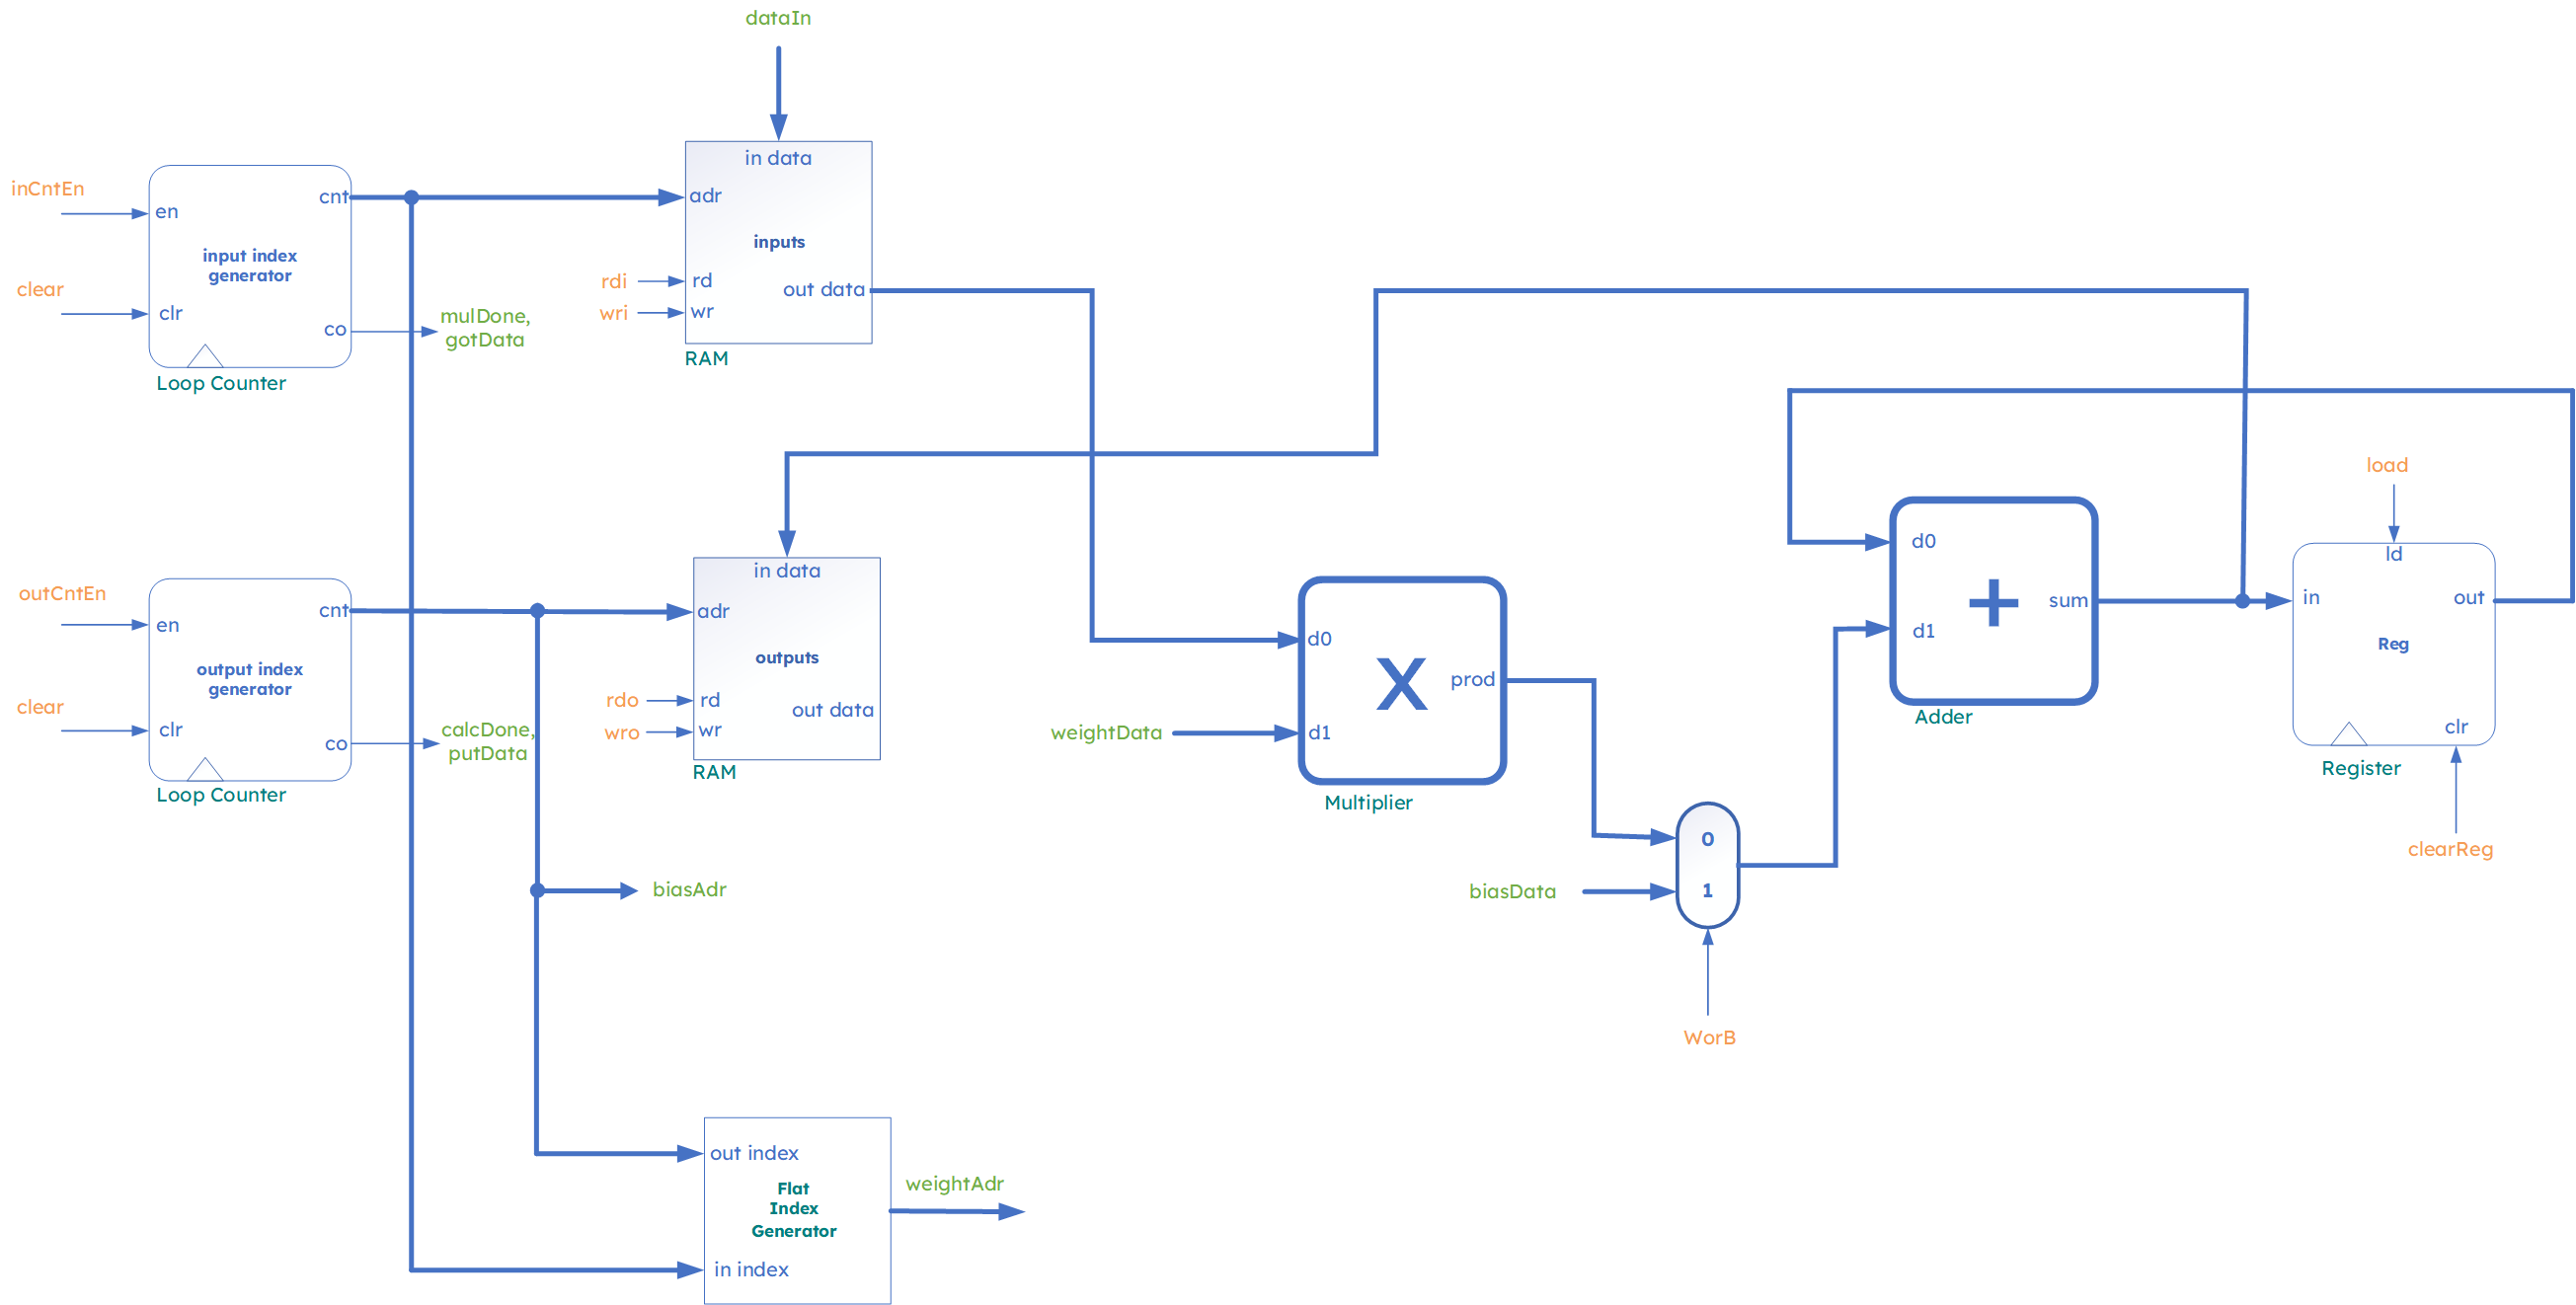 dataIn
in data
inCntEn
en
cnt
adr
inputs
input index
generator
clear
clr
co
mulDone,
gotData
rdi
rd
wri
wr
out data
RAM
Loop Counter
load
d0
sum
d1
+
Adder
ld
in
out
Reg
clr
Register
clearReg
in data
outCntEn
en
cnt
adr
outputs
output index
generator
clear
clr
co
calcDone,
putData
rdo
rd
wro
wr
out data
RAM
Loop Counter
d0
X
prod
weightData
d1
Multiplier
0
1
biasData
biasAdr
WorB
out index
Flat
Index
Generator
in index
weightAdr